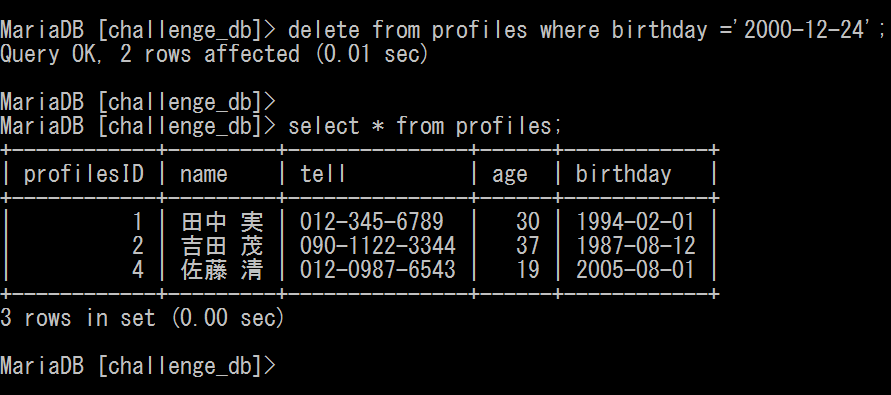 MariaDB [challenge_db]> delete from profiles where birthday ='2000-12-24';
Query OK, 2 rows affected (0.01 sec)
MariaDB [challenge_db]>
MariaDB [challenge_db]> select * from profiles;
+------------+---------+---------------+------+------------+
| profilesID | name    | tell          | age  | birthday   |
+------------+---------+---------------+------+------------+
|          1 | 田中 実 | 012-345-6789  |   30 | 1994-02-01 |
|          2 | 吉田 茂 | 090-1122-3344 |   37 | 1987-08-12 |
|          4 | 佐藤 清 | 012-0987-6543 |   19 | 2005-08-01 |
+------------+---------+---------------+------+------------+
3 rows in set (0.00 sec)
MariaDB [challenge_db]>